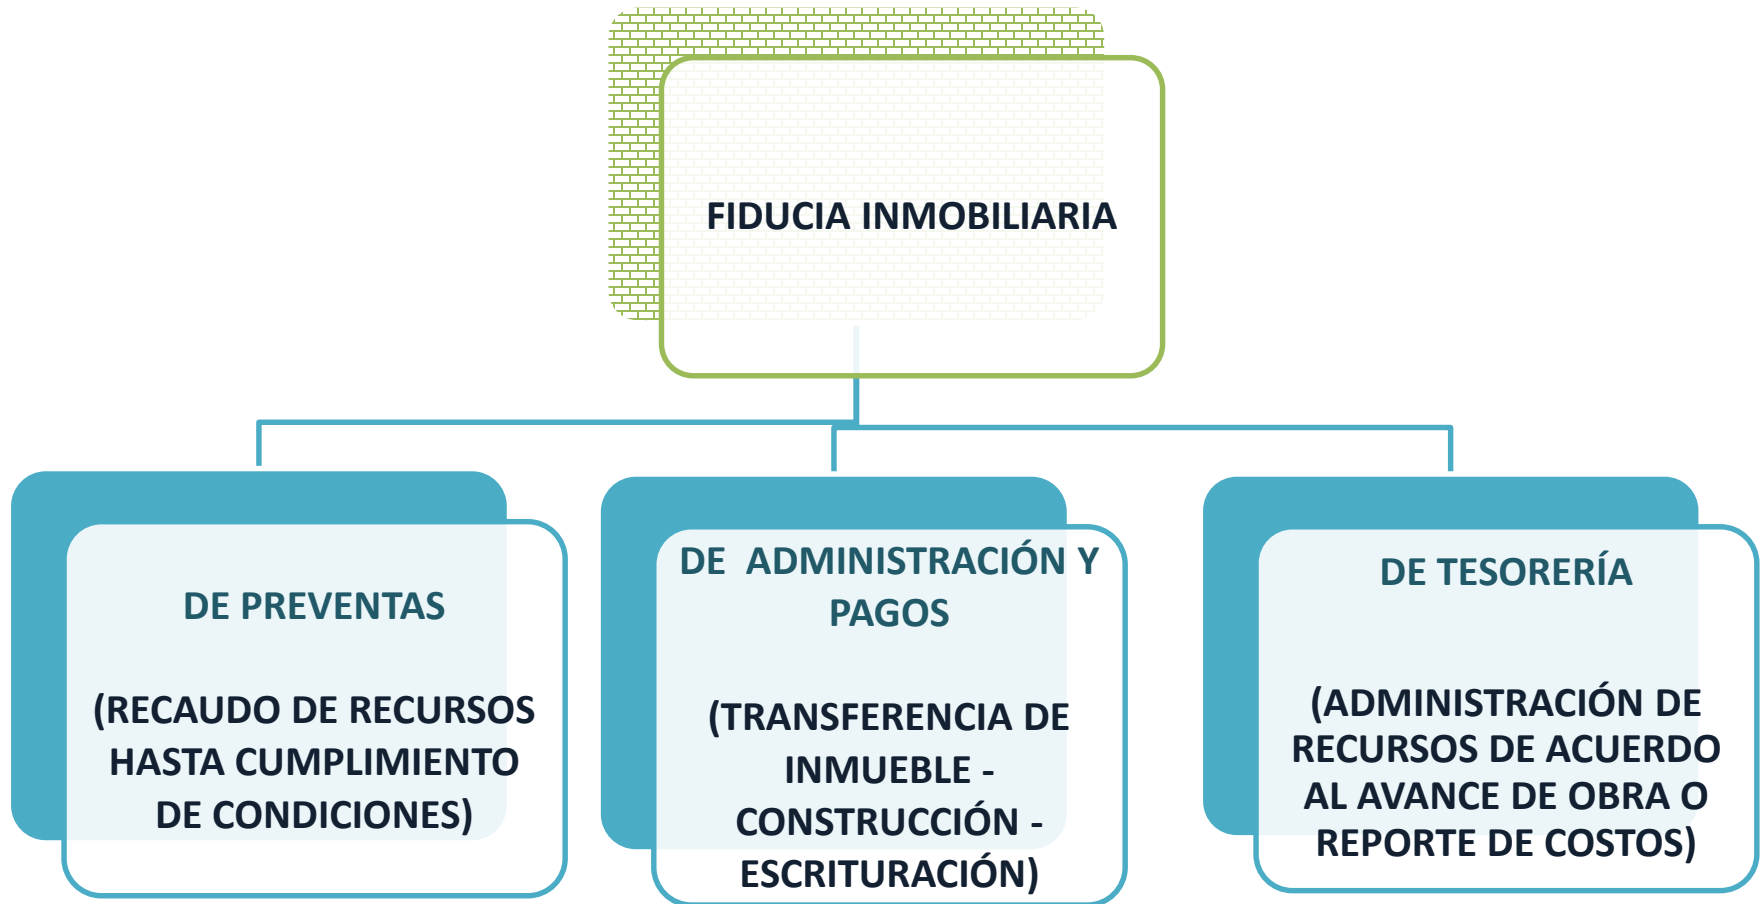 FIDUCIA INMOBILIARIA
DE PREVENTAS
(RECAUDO DE RECURSOS
HASTA CUMPLIMIENTO
DE CONDICIONES)
DE ADMINISTRACIÓN Y
PAGOS
(TRANSFERENCIA DE
INMUEBLE -
CONSTRUCCIÓN -
ESCRITURACIÓN)
DE TESORERÍA
(ADMINISTRACIÓN DE
RECURSOS DE ACUERDO
AL AVANCE DE OBRA O
REPORTE DE COSTOS)